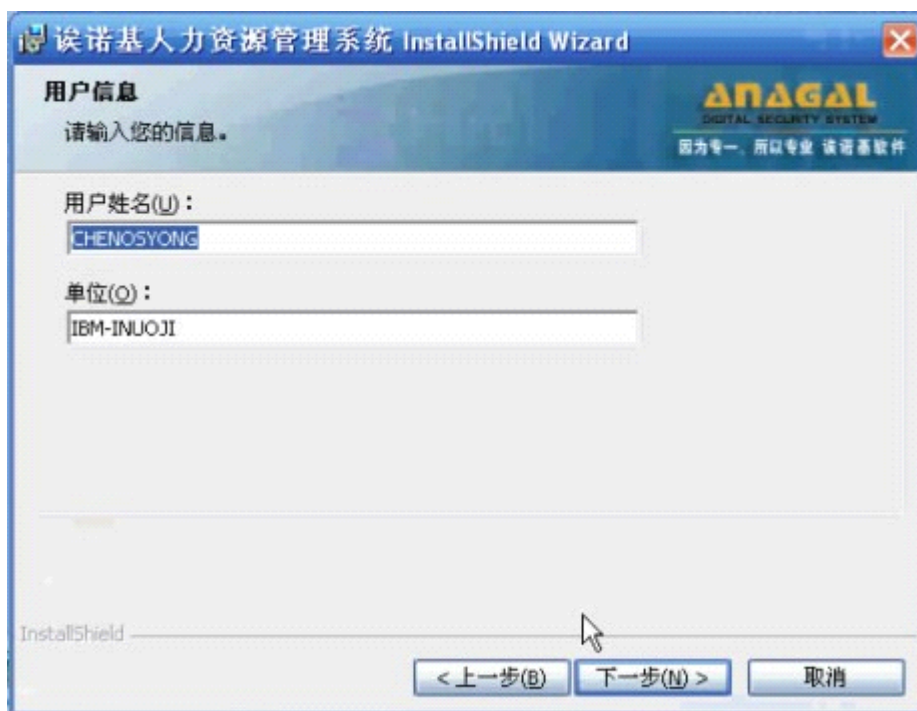 诶诺基人力资源管理系统 InstallShield Wizard
用户信息
请输入您的信息。
ANAGAL
DIGITAL SECURITY SYSTEM
因为专一、所以专业 诶诺基软件
用户姓名(U)：
CHENOSYONG
单位(O)：
IBM-INUOJI
InstallShield
< 上一步(B)
下一步(N) >
取消